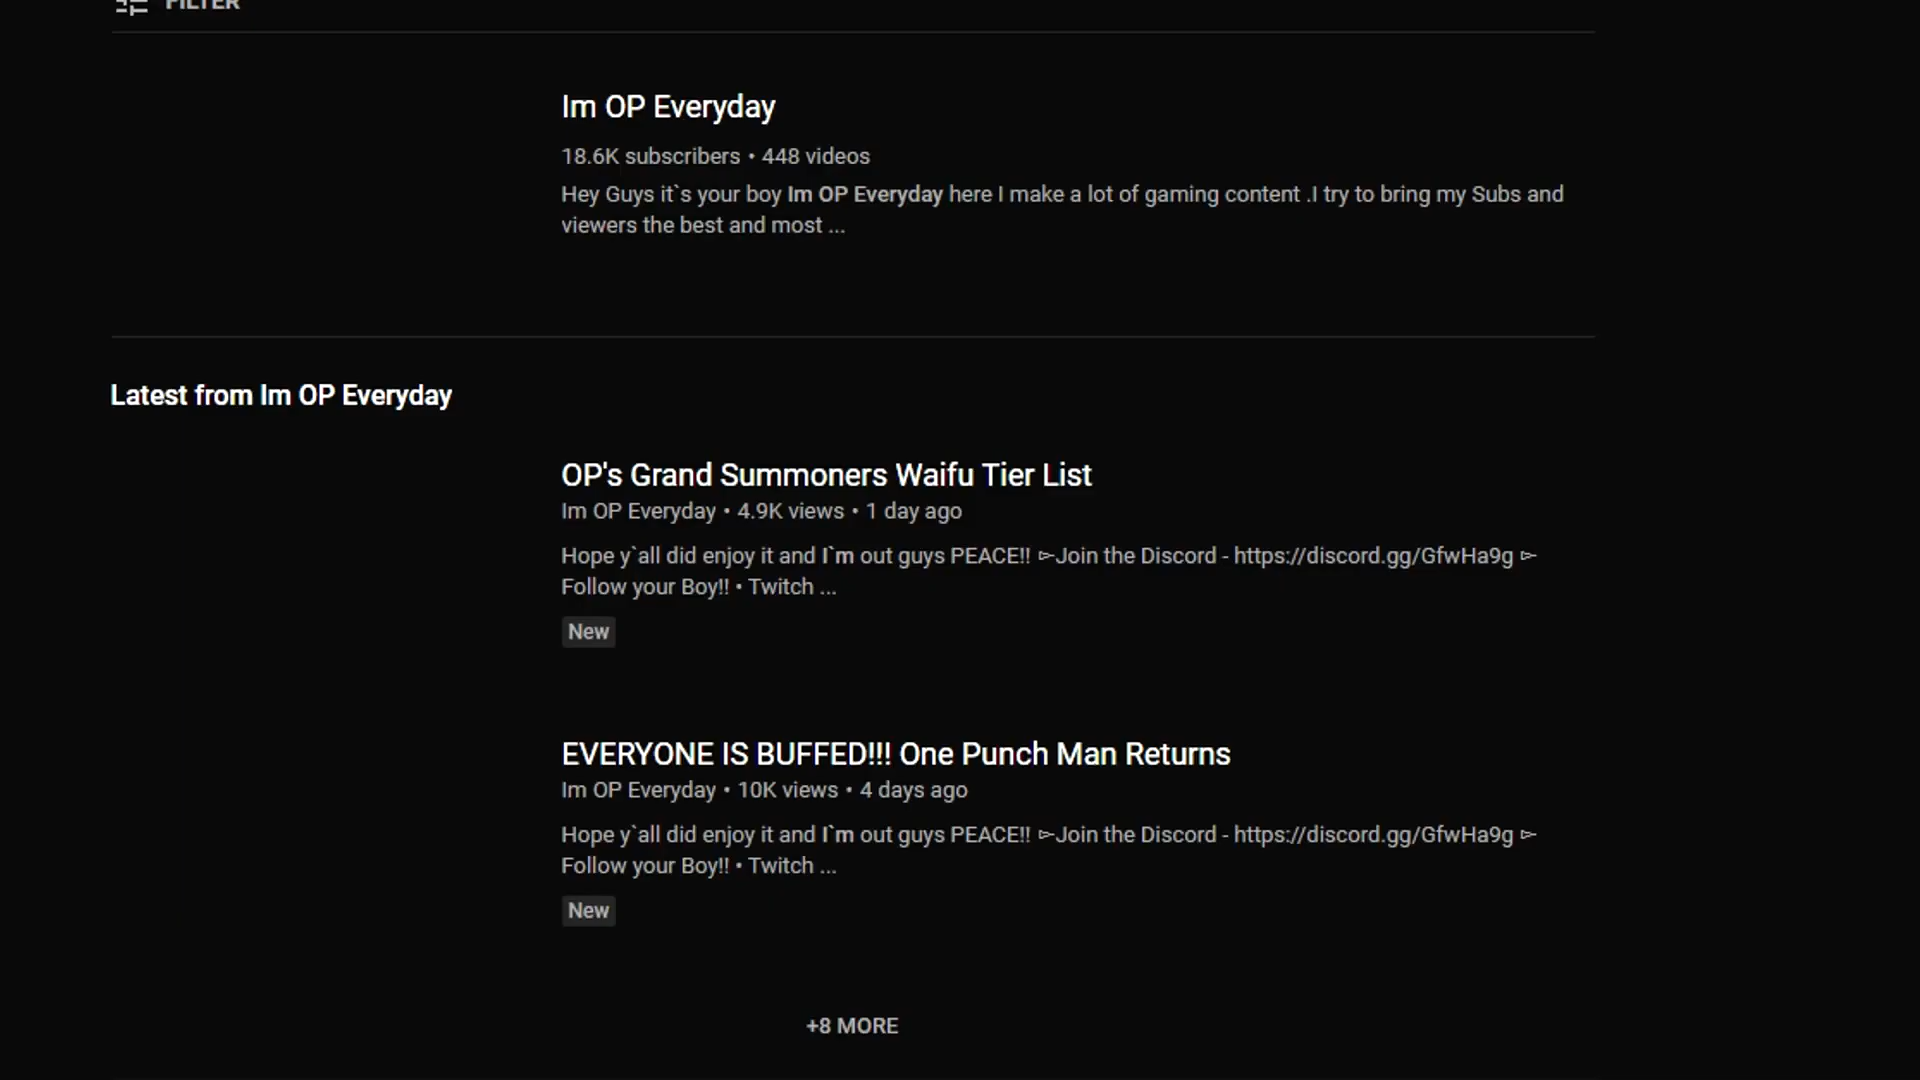 FILTER
Im OP Everyday
18.6K subscribers • 448 videos
Hey Guys it`s your boy Im OP Everyday here I make a lot of gaming content .I try to bring my Subs and
viewers the best and most ...
Latest from Im OP Everyday
OP's Grand Summoners Waifu Tier List
Im OP Everyday • 4.9K views • 1 day ago
Hope y`all did enjoy it and I`m out guys PEACE!! ▻Join the Discord - https://discord.gg/GfwHa9g ▻
Follow your Boy!! • Twitch ...
New
EVERYONE IS BUFFED!!! One Punch Man Returns
Im OP Everyday • 10K views • 4 days ago
Hope y`all did enjoy it and I`m out guys PEACE!! ▻Join the Discord - https://discord.gg/GfwHa9g ▻
Follow your Boy!! • Twitch ...
New
+8 MORE